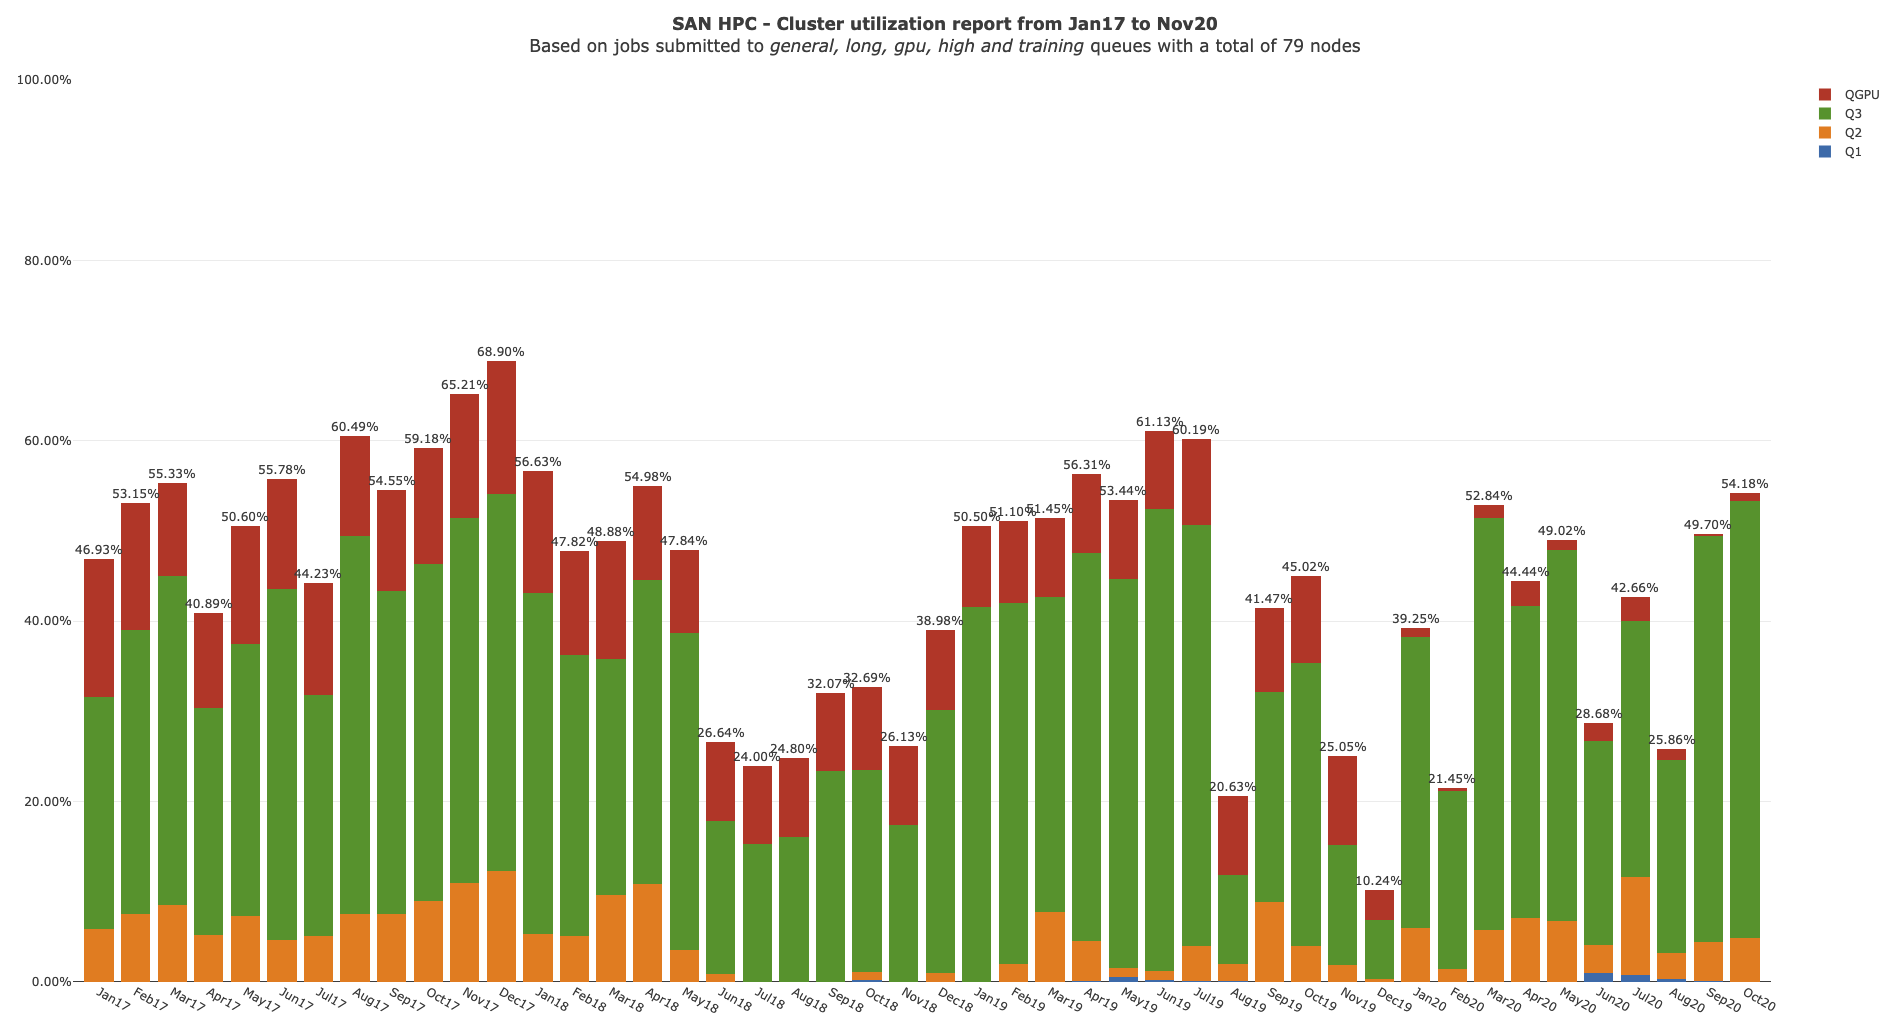 SAN HPC - Cluster utilization report from Jan17 to Nov20
Based on jobs submitted to general, long, gpu, high and training queues with a total of 79 nodes
100.00%
80.00%
60.00%
40.00%
20.00%
0.00%
QGPU
Q3
Q2
Q1
46.93%
53.15%
55.33%
40.89%
50.60%
55.78%
44.23%
60.49%
54.55%
59.18%
65.21%
68.90%
56.63%
47.82%
48.88%
54.98%
47.84%
26.64%
24.00%
24.80%
32.07%
32.69%
26.13%
38.98%
50.50%
51.10%
51.45%
56.31%
53.44%
61.13%
60.19%
20.63%
41.47%
45.02%
25.05%
10.24%
39.25%
21.45%
52.84%
44.44%
49.02%
28.68%
42.66%
25.86%
49.70%
54.18%
Jan17
Feb17
Mar17
Apr17
May17
Jun17
Jul17
Aug17
Sep17
Oct17
Nov17
Dec17
Jan18
Feb18
Mar18
Apr18
May18
Jun18
Jul18
Aug18
Sep18
Oct18
Nov18
Dec18
Jan19
Feb19
Mar19
Apr19
May19
Jun19
Jul19
Aug19
Sep19
Oct19
Nov19
Dec19
Jan20
Feb20
Mar20
Apr20
May20
Jun20
Jul20
Aug20
Sep20
Oct20